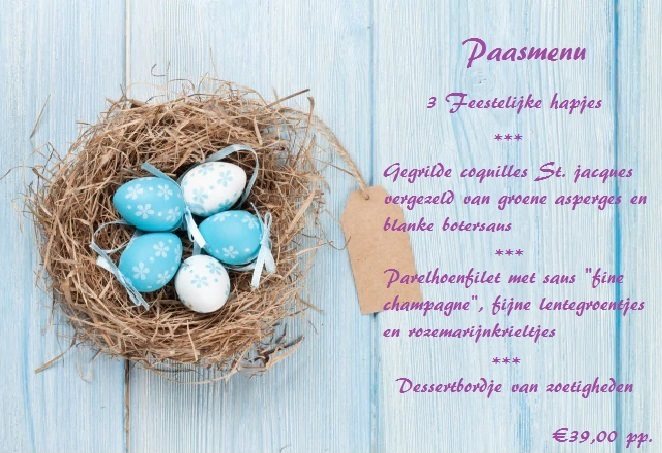 Paasmenu
3 Feestelijke hapjes
***
Gegrilde coquilles St. jacques
vergezeld van groene asperges en
blanke botersaus
***
Parelhoenfilet met saus "fine
champagne", fijne lentegroentjes
en rozemarijnkrieltjes
***
Dessertbordje van zoetigheden
€39,00 pp.